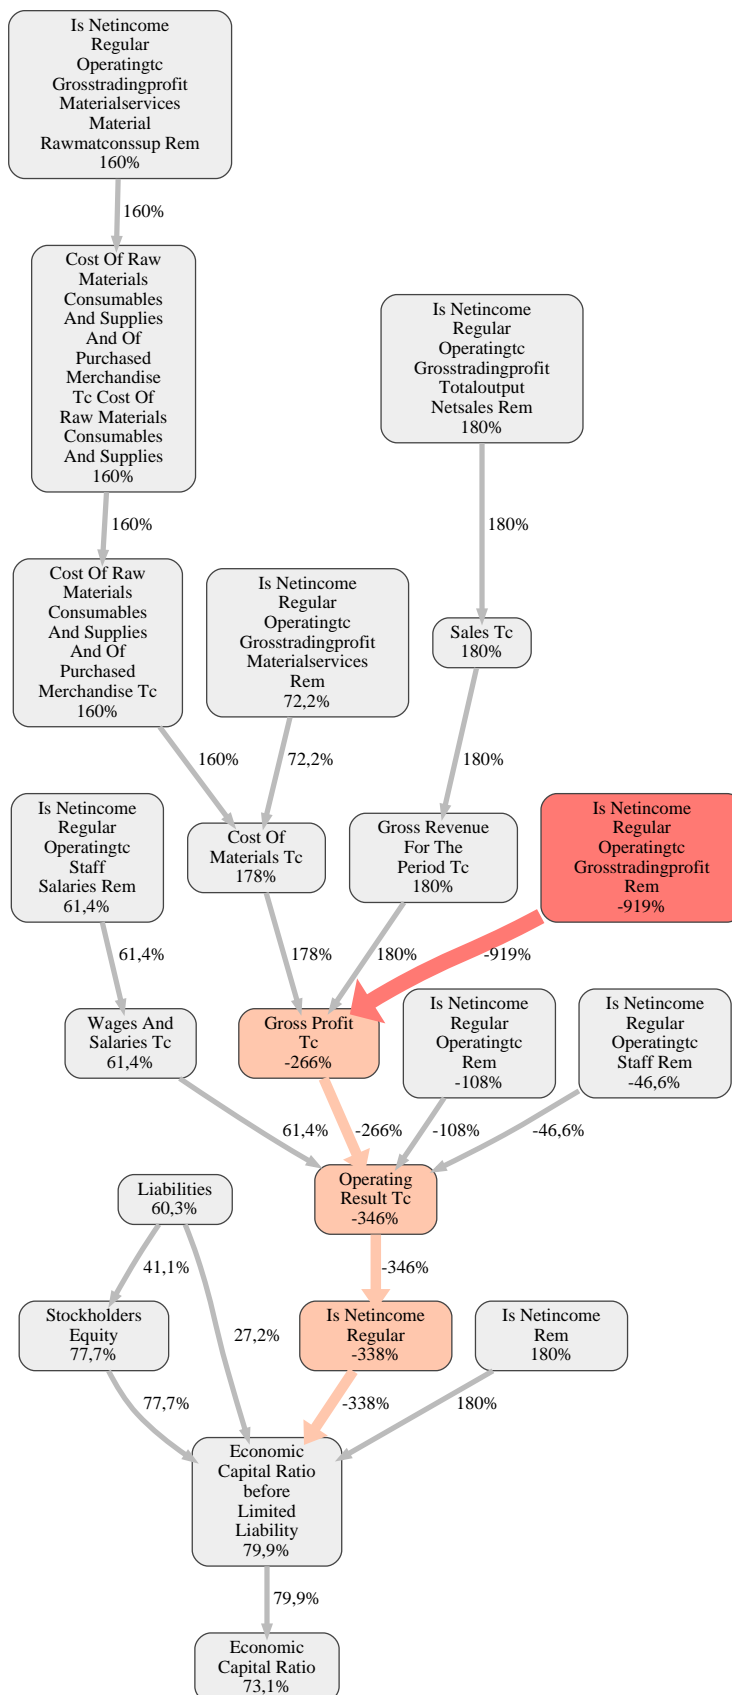 Is Netincome
Regular
Operatingtc
Grosstradingprofit
Materialservices
Material
Rawmatconssup Rem
160%
160%
Cost Of Raw
Materials
Consumables
And Supplies
And Of
Purchased
Merchandise
Tc Cost Of
Raw Materials
Consumables
And Supplies
160%
Is Netincome
Regular
Operatingtc
Grosstradingprofit
Totaloutput
Netsales Rem
180%
160%
180%
Cost Of Raw
Materials
Consumables
And Supplies
And Of
Purchased
Merchandise Tc
160%
Is Netincome
Regular
Operatingtc
Grosstradingprofit
Materialservices
Rem
72,2%
Sales Tc
180%
160%
72,2%
180%
Is Netincome
Regular
Operatingtc
Staff
Salaries Rem
61,4%
Cost Of
Materials Tc
178%
Gross Revenue
For The
Period Tc
180%
Is Netincome
Regular
Operatingtc
Grosstradingprofit
Rem
-919%
61,4%
178%
180%
-919%
Wages And
Salaries Tc
61,4%
Gross Profit
Tc
-266%
Is Netincome
Regular
Operatingtc
Rem
-108%
Is Netincome
Regular
Operatingtc
Staff Rem
-46,6%
61,4%
-266%
-108%
-46,6%
Liabilities
60,3%
Operating
Result Tc
-346%
41,1%
-346%
Stockholders
Equity
77,7%
27,2%
Is Netincome
Regular
-338%
Is Netincome
Rem
180%
77,7%
-338%
180%
Economic
Capital Ratio
before
Limited
Liability
79,9%
79,9%
Economic
Capital Ratio
73,1%